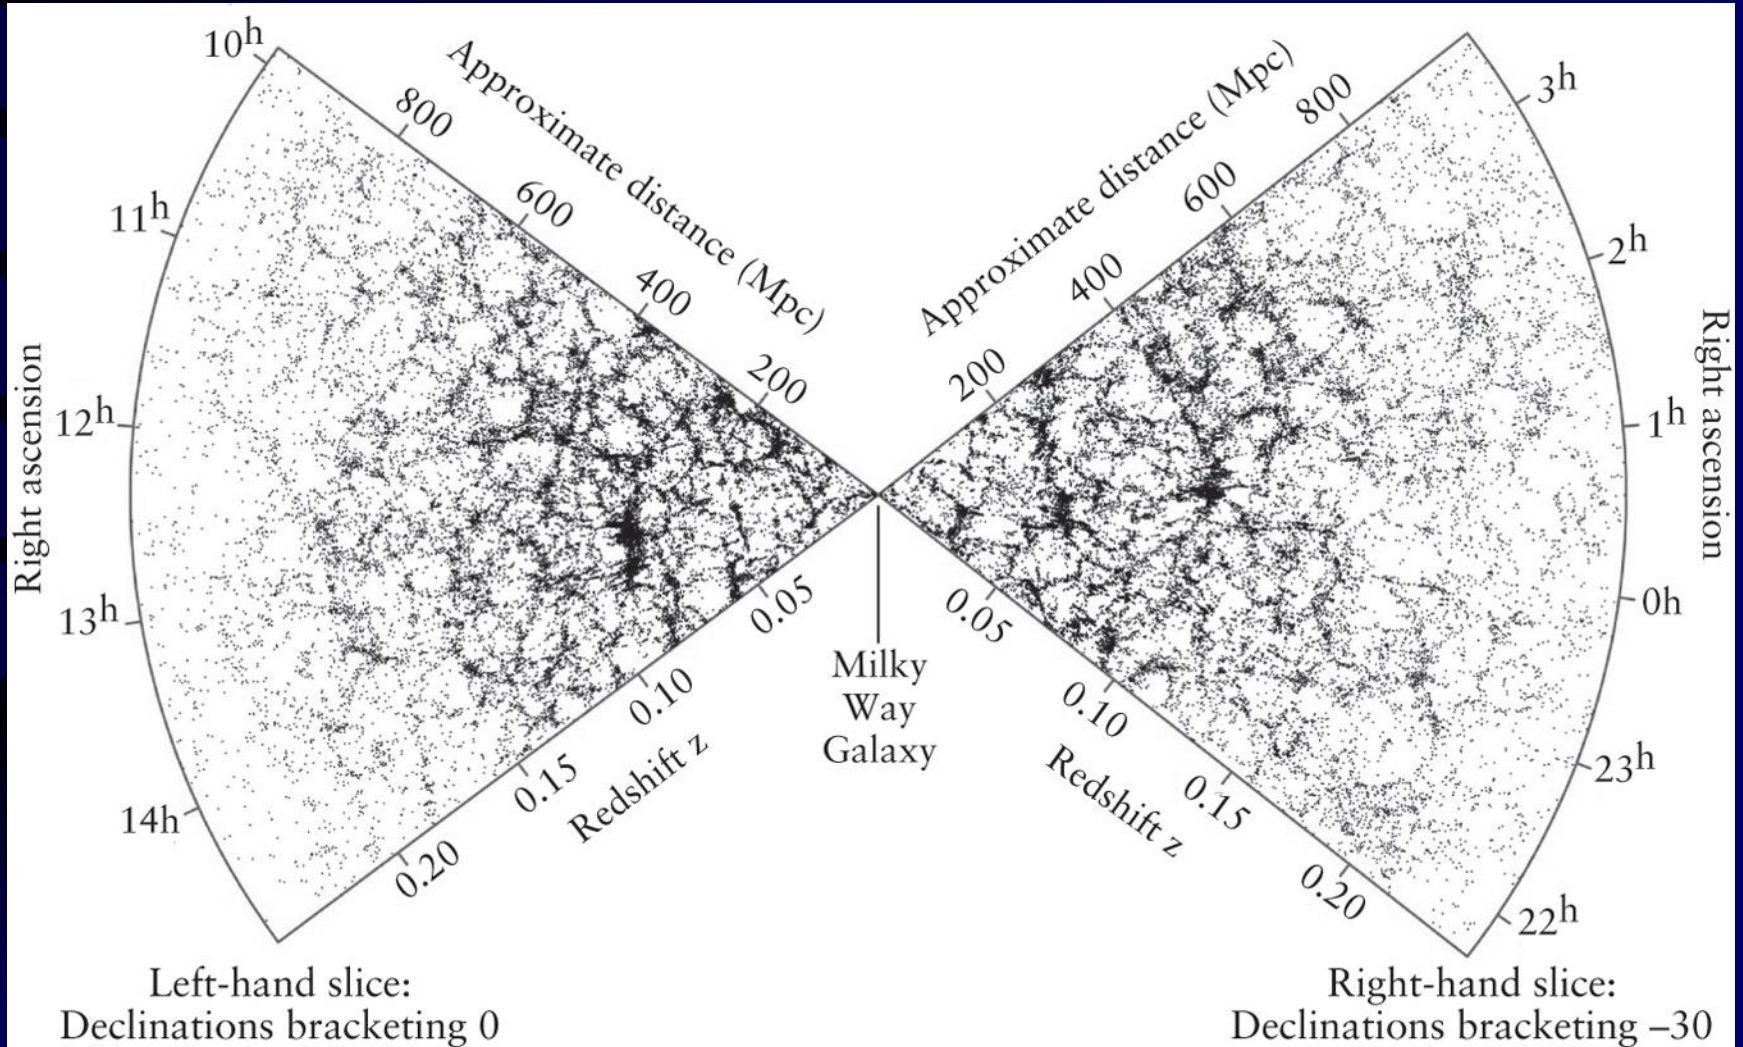 10h
11h
12h
13h
14h
Right ascension
Approximate distance (Mpc)
800
600
400
200
0.05
0.10
0.15
0.20
Redshift z
Milky
Way
Galaxy
Approximate distance (Mpc)
200
400
600
800
0.05
0.10
0.15
0.20
Redshift z
3h
2h
1h
0h
23h
22h
Right ascension
Left-hand slice:
Declinations bracketing 0
Right-hand slice:
Declinations bracketing –30